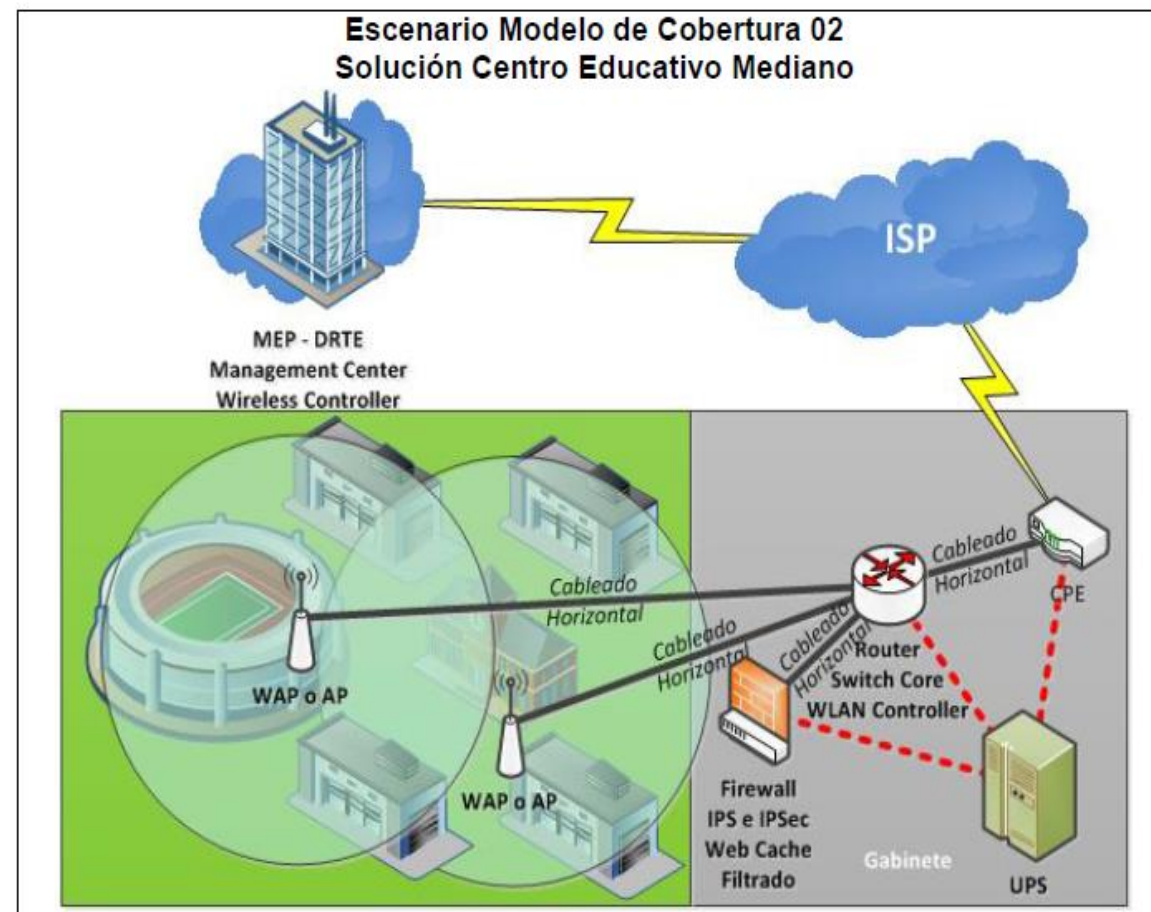 Escenario Modelo de Cobertura 02
Solución Centro Educativo Mediano
ISP
MEP - DRTE
Management Center
Wireless Controller
Cableado
Horizontal
CPE
Cableado
Horizontal
Cableado
Horizontal
Cableado
Horizontal
Router
Switch Core
WLAN Controller
WAP o AP
WAP o AP
Firewall
IPS e IPSec
Web Cache
Filtrado
Gabinete
UPS